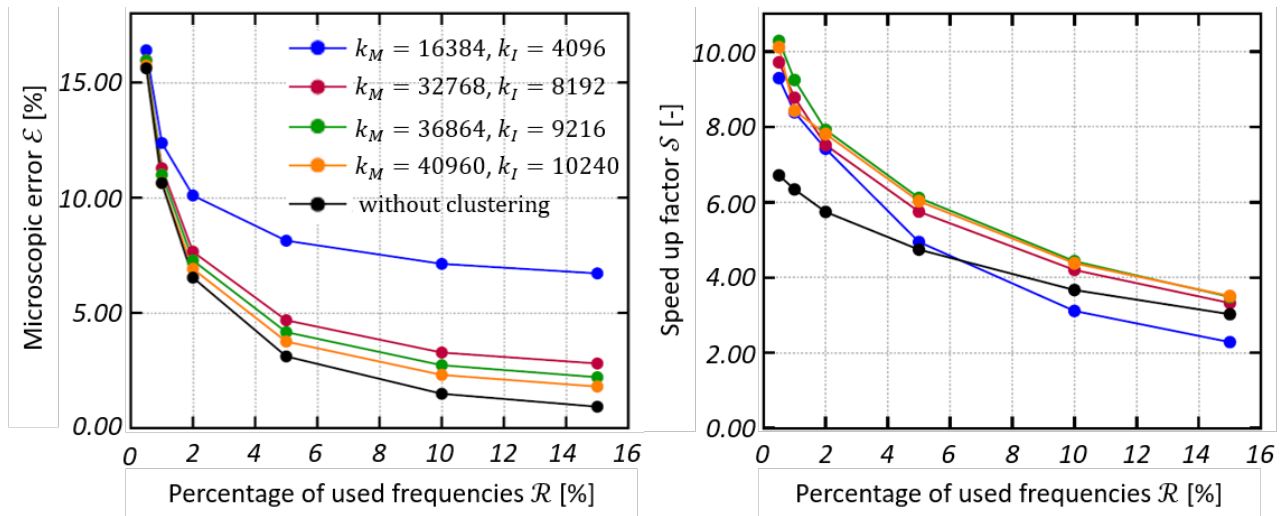 Microscopic error ℰ [%]
15.00
10.00
5.00
0.00
k_M = 16384, k_I = 4096
k_M = 32768, k_I = 8192
k_M = 36864, k_I = 9216
k_M = 40960, k_I = 10240
without clustering
0 2 4 6 8 10 12 14 16
Percentage of used frequencies ℛ [%]
Speed up factor 𝒮 [-]
10.00
8.00
6.00
4.00
2.00
0.00
0 2 4 6 8 10 12 14 16
Percentage of used frequencies ℛ [%]